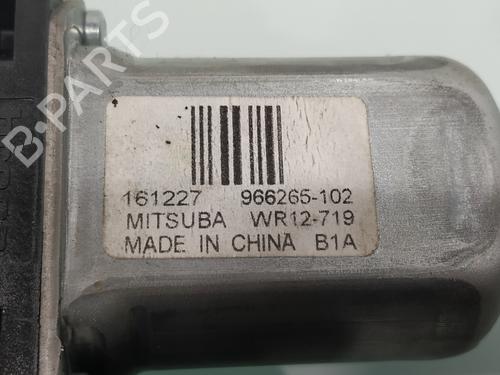 161227 966265-102
MITSUBA WR12-719
MADE IN CHINA B1A
B-PARTS